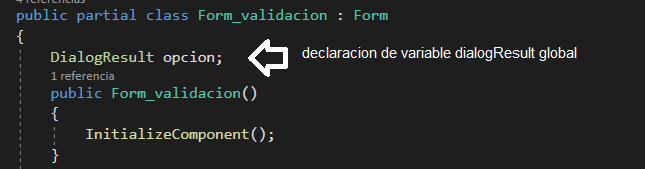 4 referencias
public partial class Form_validacion : Form
{
DialogResult opcion;
declaracion de variable dialogResult global
1 referencia
public Form_validacion()
{
InitializeComponent();
}